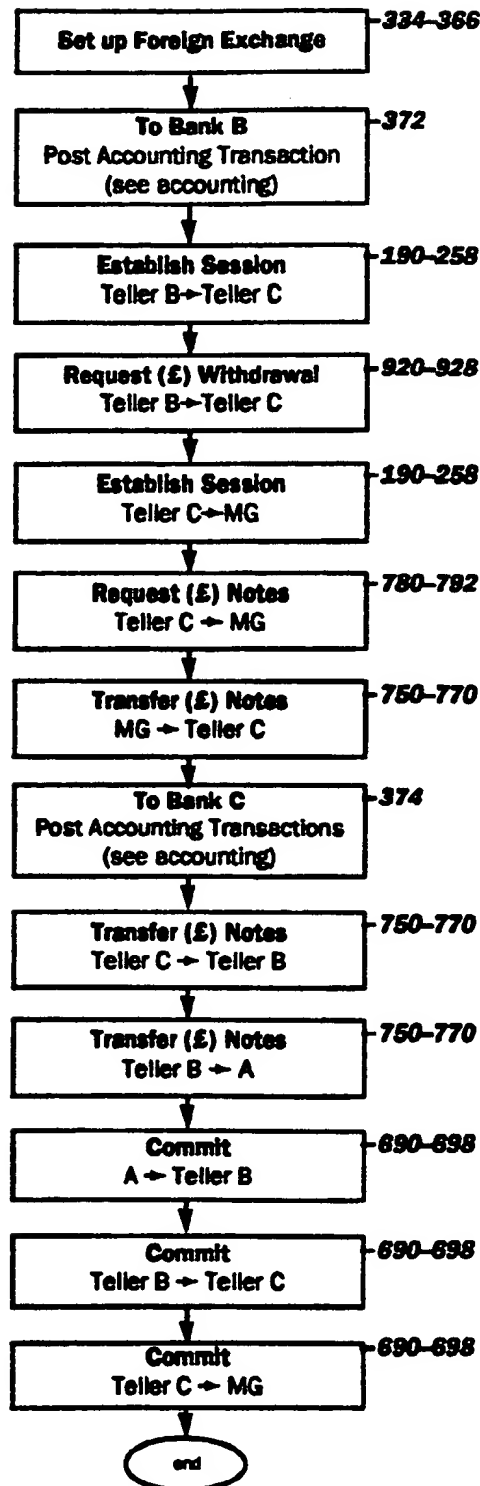 Set up Foreign Exchange
334–366
To Bank B
372
Post Accounting Transaction
(see accounting)
Establish Session
190–258
Teller B→Teller C
Request (£) Withdrawal
920–928
Teller B→Teller C
Establish Session
190–258
Teller C→MG
Request (£) Notes
780–792
Teller C → MG
Transfer (£) Notes
750–770
MG → Teller C
To Bank C
374
Post Accounting Transactions
(see accounting)
Transfer (£) Notes
750–770
Teller C → Teller B
Transfer (£) Notes
750–770
Teller B → A
Commit
690–698
A → Teller B
Commit
690–698
Teller B → Teller C
Commit
690–698
Teller C → MG
end